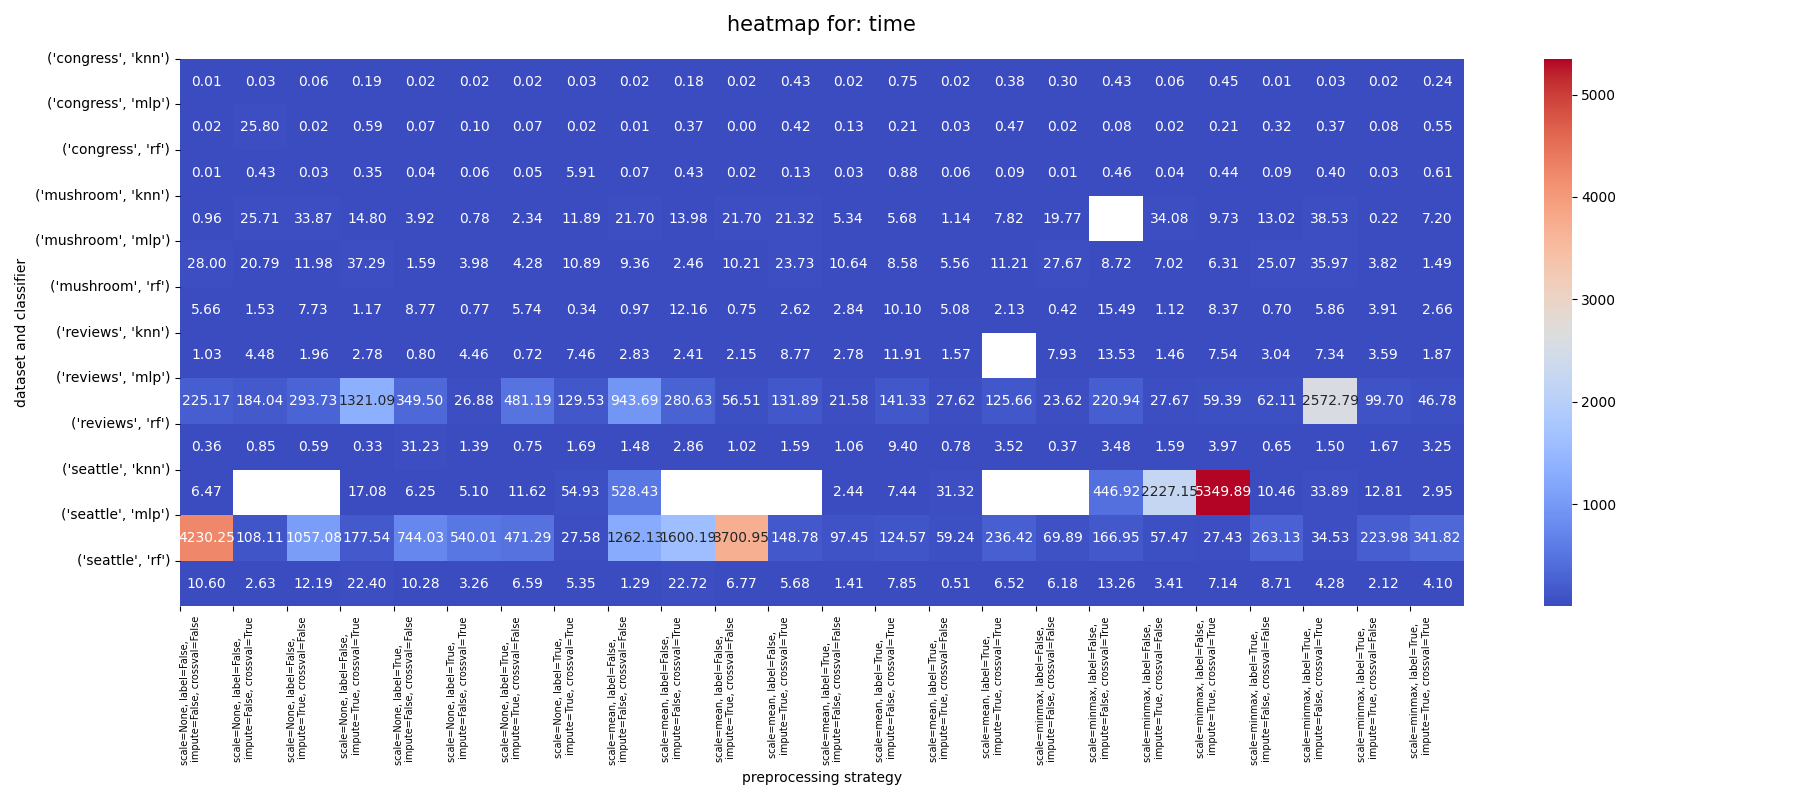 heatmap for: time
('congress', 'knn')
0.01 0.03 0.06 0.19 0.02 0.02 0.02 0.03 0.02 0.18 0.02 0.43 0.02 0.75 0.02 0.38 0.30 0.43 0.06 0.45 0.01 0.03 0.02 0.24
('congress', 'mlp')
0.02 25.80 0.02 0.59 0.07 0.10 0.07 0.02 0.01 0.37 0.00 0.42 0.13 0.21 0.03 0.47 0.02 0.08 0.02 0.21 0.32 0.37 0.08 0.55
('congress', 'rf')
0.01 0.43 0.03 0.35 0.04 0.06 0.05 5.91 0.07 0.43 0.02 0.13 0.03 0.88 0.06 0.09 0.01 0.46 0.04 0.44 0.09 0.40 0.03 0.61
('mushroom', 'knn')
0.96 25.71 33.87 14.80 3.92 0.78 2.34 11.89 21.70 13.98 21.70 21.32 5.34 5.68 1.14 7.82 19.77 34.08 9.73 13.02 38.53 0.22 7.20
('mushroom', 'mlp')
28.00 20.79 11.98 37.29 1.59 3.98 4.28 10.89 9.36 2.46 10.21 23.73 10.64 8.58 5.56 11.21 27.67 8.72 7.02 6.31 25.07 35.97 3.82 1.49
('mushroom', 'rf')
5.66 1.53 7.73 1.17 8.77 0.77 5.74 0.34 0.97 12.16 0.75 2.62 2.84 10.10 5.08 2.13 0.42 15.49 1.12 8.37 0.70 5.86 3.91 2.66
('reviews', 'knn')
1.03 4.48 1.96 2.78 0.80 4.46 0.72 7.46 2.83 2.41 2.15 8.77 2.78 11.91 1.57 7.93 13.53 1.46 7.54 3.04 7.34 3.59 1.87
('reviews', 'mlp')
225.17 184.04 293.73 1321.09 349.50 26.88 481.19 129.53 943.69 280.63 56.51 131.89 21.58 141.33 27.62 125.66 23.62 220.94 27.67 59.39 62.11 2572.79 99.70 46.78
('reviews', 'rf')
0.36 0.85 0.59 0.33 31.23 1.39 0.75 1.69 1.48 2.86 1.02 1.59 1.06 9.40 0.78 3.52 0.37 3.48 1.59 3.97 0.65 1.50 1.67 3.25
('seattle', 'knn')
6.47 17.08 6.25 5.10 11.62 54.93 528.43 2.44 7.44 31.32 446.92 2227.15 5349.89 10.46 33.89 12.81 2.95
('seattle', 'mlp')
4230.25 108.11 1057.08 177.54 744.03 540.01 471.29 27.58 1262.13 1600.19 3700.95 148.78 97.45 124.57 59.24 236.42 69.89 166.95 57.47 27.43 263.13 34.53 223.98 341.82
('seattle', 'rf')
10.60 2.63 12.19 22.40 10.28 3.26 6.59 5.35 1.29 22.72 6.77 5.68 1.41 7.85 0.51 6.52 6.18 13.26 3.41 7.14 8.71 4.28 2.12 4.10
dataset and classifier
scale=None, label=False,
impute=False, crossval=False
scale=None, label=False,
impute=False, crossval=True
scale=None, label=False,
impute=True, crossval=False
scale=None, label=False,
impute=True, crossval=True
scale=None, label=True,
impute=False, crossval=False
scale=None, label=True,
impute=False, crossval=True
scale=None, label=True,
impute=True, crossval=False
scale=None, label=True,
impute=True, crossval=True
scale=mean, label=False,
impute=False, crossval=False
scale=mean, label=False,
impute=False, crossval=True
scale=mean, label=False,
impute=True, crossval=False
scale=mean, label=False,
impute=True, crossval=True
scale=mean, label=True,
impute=False, crossval=False
scale=mean, label=True,
impute=False, crossval=True
scale=mean, label=True,
impute=True, crossval=False
scale=mean, label=True,
impute=True, crossval=True
scale=minmax, label=False,
impute=False, crossval=False
scale=minmax, label=False,
impute=False, crossval=True
scale=minmax, label=False,
impute=True, crossval=False
scale=minmax, label=False,
impute=True, crossval=True
scale=minmax, label=True,
impute=False, crossval=False
scale=minmax, label=True,
impute=False, crossval=True
scale=minmax, label=True,
impute=True, crossval=False
scale=minmax, label=True,
impute=True, crossval=True
preprocessing strategy
5000
4000
3000
2000
1000